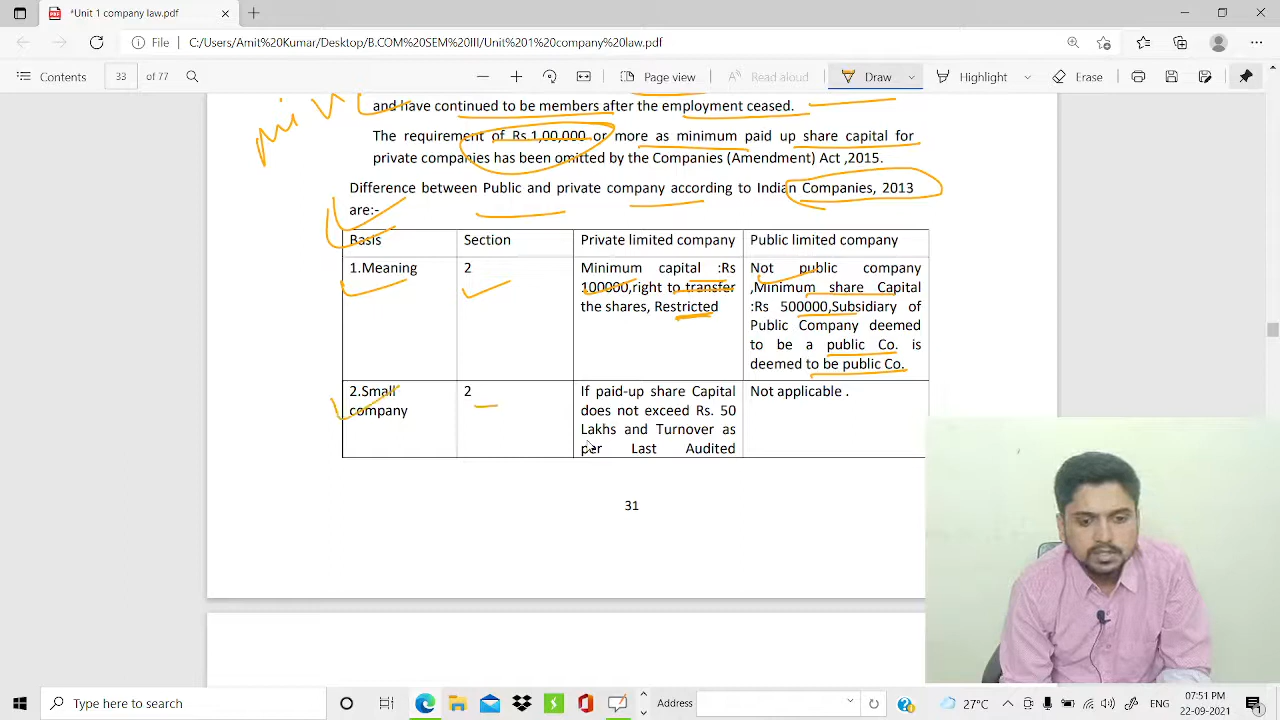 *Unit 1 company law.pdf
File
C:/Users/Amit%20Kumar/Desktop/B.COM%20SEM%20III/Unit%201%20company%20law.pdf
Contents
33 of 77
Page view
Read aloud
Draw
Highlight
Erase
and have continued to be members after the employment ceased.
The requirement of Rs.1,00,000 or more as minimum paid up share capital for
private companies has been omitted by the Companies (Amendment) Act ,2015.
Difference between Public and private company according to Indian Companies, 2013
are:-
Basis Section Private limited company Public limited company
1.Meaning 2
Minimum capital :Rs
100000,right to transfer
the shares, Restricted
Not public company
,Minimum share Capital
:Rs 500000,Subsidiary of
Public Company deemed
to be a public Co. is
deemed to be public Co.
2.Small
company
2
If paid-up share Capital
does not exceed Rs. 50
Lakhs and Turnover as
per Last Audited
Not applicable .
31
Type here to search
Address
27°C
ENG
07:51 PM
22-09-2021